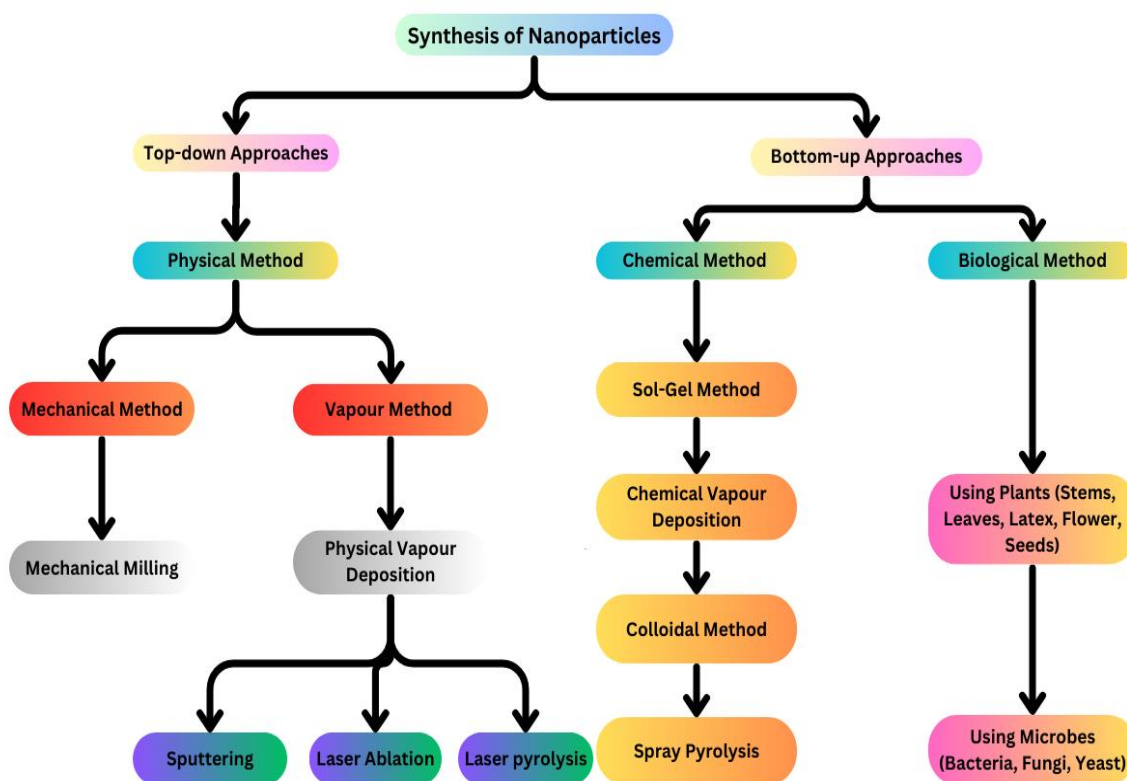 Synthesis of Nanoparticles
Top-down Approaches
Bottom-up Approaches
Physical Method
Chemical Method
Biological Method
Mechanical Method
Vapour Method
Sol-Gel Method
Mechanical Milling
Physical Vapour
Deposition
Chemical Vapour
Deposition
Using Plants (Stems,
Leaves, Latex, Flower,
Seeds)
Colloidal Method
Sputtering
Laser Ablation
Laser pyrolysis
Spray Pyrolysis
Using Microbes
(Bacteria, Fungi, Yeast)